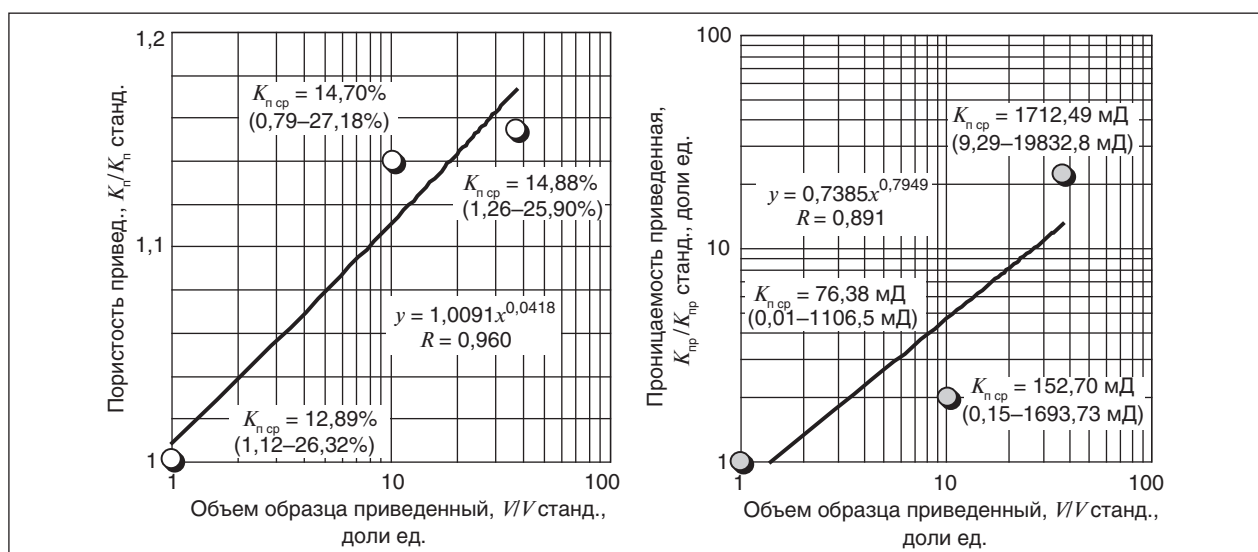 Пористость привед., Kп/Kп станд.
1,2
1,1
1
Kп ср = 14,70%
(0,79–27,18%)
Kп ср = 14,88%
(1,26–25,90%)
y = 1,0091x^0,0418
R = 0,960
Kп ср = 12,89%
(1,12–26,32%)
1
10
100
Объем образца приведенный, V/V станд.,
доли ед.
Проницаемость приведенная,
Kпр/Kпр станд., доли ед.
100
10
1
Kп ср = 1712,49 мД
(9,29–19832,8 мД)
y = 0,7385x^0,7949
R = 0,891
Kп ср = 76,38 мД
(0,01–1106,5 мД)
Kп ср = 152,70 мД
(0,15–1693,73 мД)
1
10
100
Объем образца приведенный, V/V станд.,
доли ед.